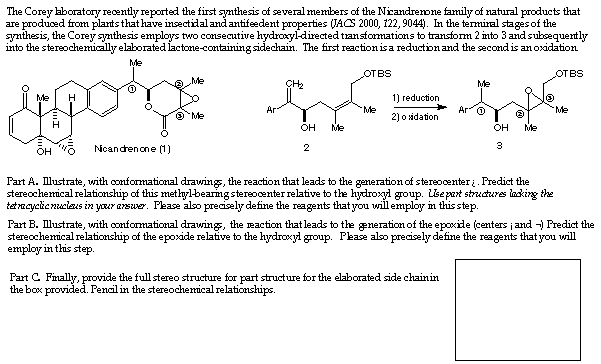 The Corey laboratory recently reported the first synthesis of several members of the Nicandrenone family of natural products that
are produced from plants that have insectidal and antifeedent properties (JACS 2000, 122, 9044). In the terminal stages of the
synthesis, the Corey synthesis employs two consecutive hydroxyl-directed transformations to transform 2 into 3 and subsequently
into the stereochemically elaborated lactone-containing sidechain. The first reaction is a reduction and the second is an oxidation.
Me
1
2
Me
O
3
Me
O
O
O
Me
H
H
H
OH
O
Nicandrenone (1)
CH2
OTBS
Ar
Me
OH
Me
2
1) reduction
2) oxidation
Me
OTBS
Ar
1
2
3
O
Me
OH
Me
3
Part A. Illustrate, with conformational drawings, the reaction that leads to the generation of stereocenter ¿. Predict the
stereochemical relationship of this methyl-bearing stereocenter relative to the hydroxyl group. Use part structures lacking the
tetracyclic nucleus in your answer. Please also precisely define the reagents that you will employ in this step.
Part B. Illustrate, with conformational drawings, the reaction that leads to the generation of the epoxide (centers ¡ and ¬) Predict the
stereochemical relationship of the epoxide relative to the hydroxyl group. Please also precisely define the reagents that you will
employ in this step.
Part C. Finally, provide the full stereo structure for part structure for the elaborated side chain in
the box provided. Pencil in the stereochemical relationships.